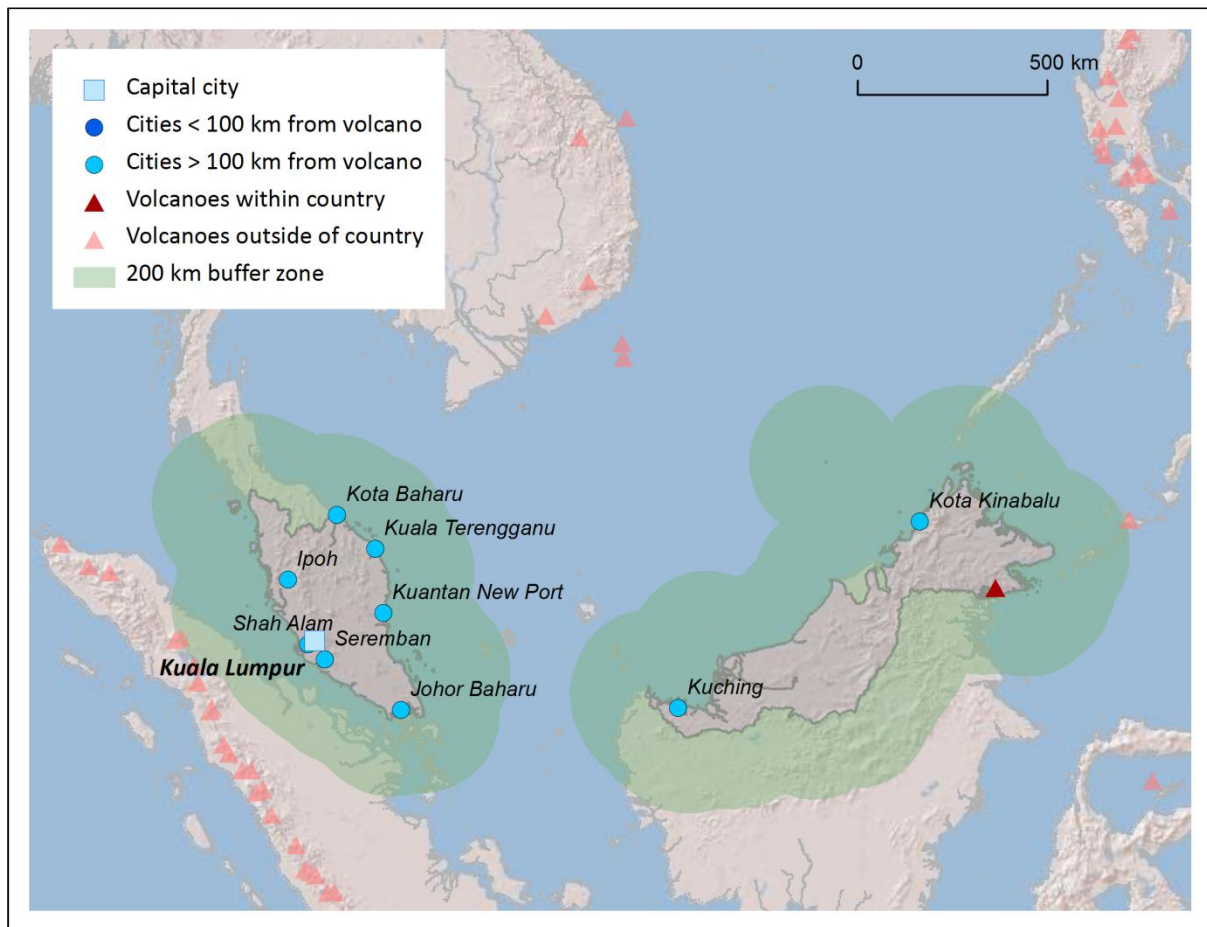 Capital city
Cities < 100 km from volcano
Cities > 100 km from volcano
Volcanoes within country
Volcanoes outside of country
200 km buffer zone
0 500 km
Kota Baharu
Kuala Terengganu
Ipoh
Kuantan New Port
Shah Alam
Seremban
Kuala Lumpur
Johor Baharu
Kota Kinabalu
Kuching